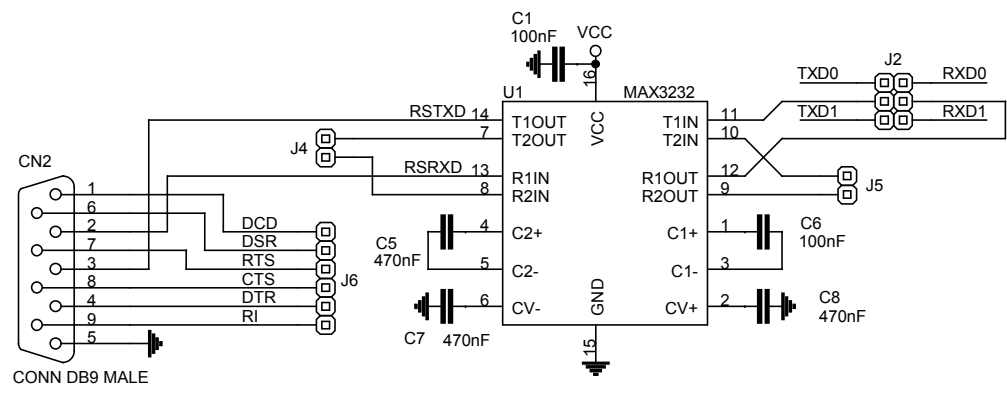 C1
100nF
VCC
16
U1
MAX3232
J2
TXD0
RXD0
TXD1
RXD1
RSTXD
14
T1OUT
VCC
T1IN
11
7
T2OUT
T2IN
10
J4
RSRXD
13
R1IN
R1OUT
12
8
R2IN
R2OUT
9
J5
CN2
1
6
2
7
3
8
4
9
5
DCD
DSR
RTS
CTS
DTR
RI
J6
C5
470nF
4
C2+
C1+
1
C6
100nF
5
C2-
C1-
3
6
CV-
GND
CV+
2
C8
470nF
C7
470nF
15
CONN DB9 MALE